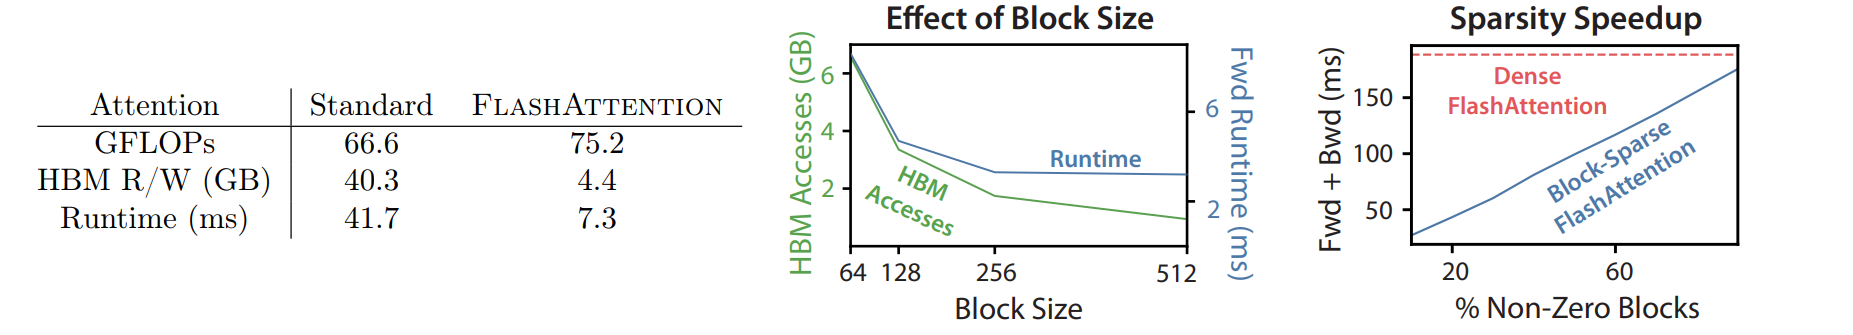 Attention Standard FLASHATTENTION
GFLOPs 66.6 75.2
HBM R/W (GB) 40.3 4.4
Runtime (ms) 41.7 7.3
Effect of Block Size
HBM Accesses (GB)
6
4
2
Runtime
HBM
Accesses
6
2
Fwd Runtime (ms)
64 128 256 512
Block Size
Sparsity Speedup
Fwd + Bwd (ms)
150
100
50
Dense
FlashAttention
Block-Sparse
FlashAttention
20 60
% Non-Zero Blocks